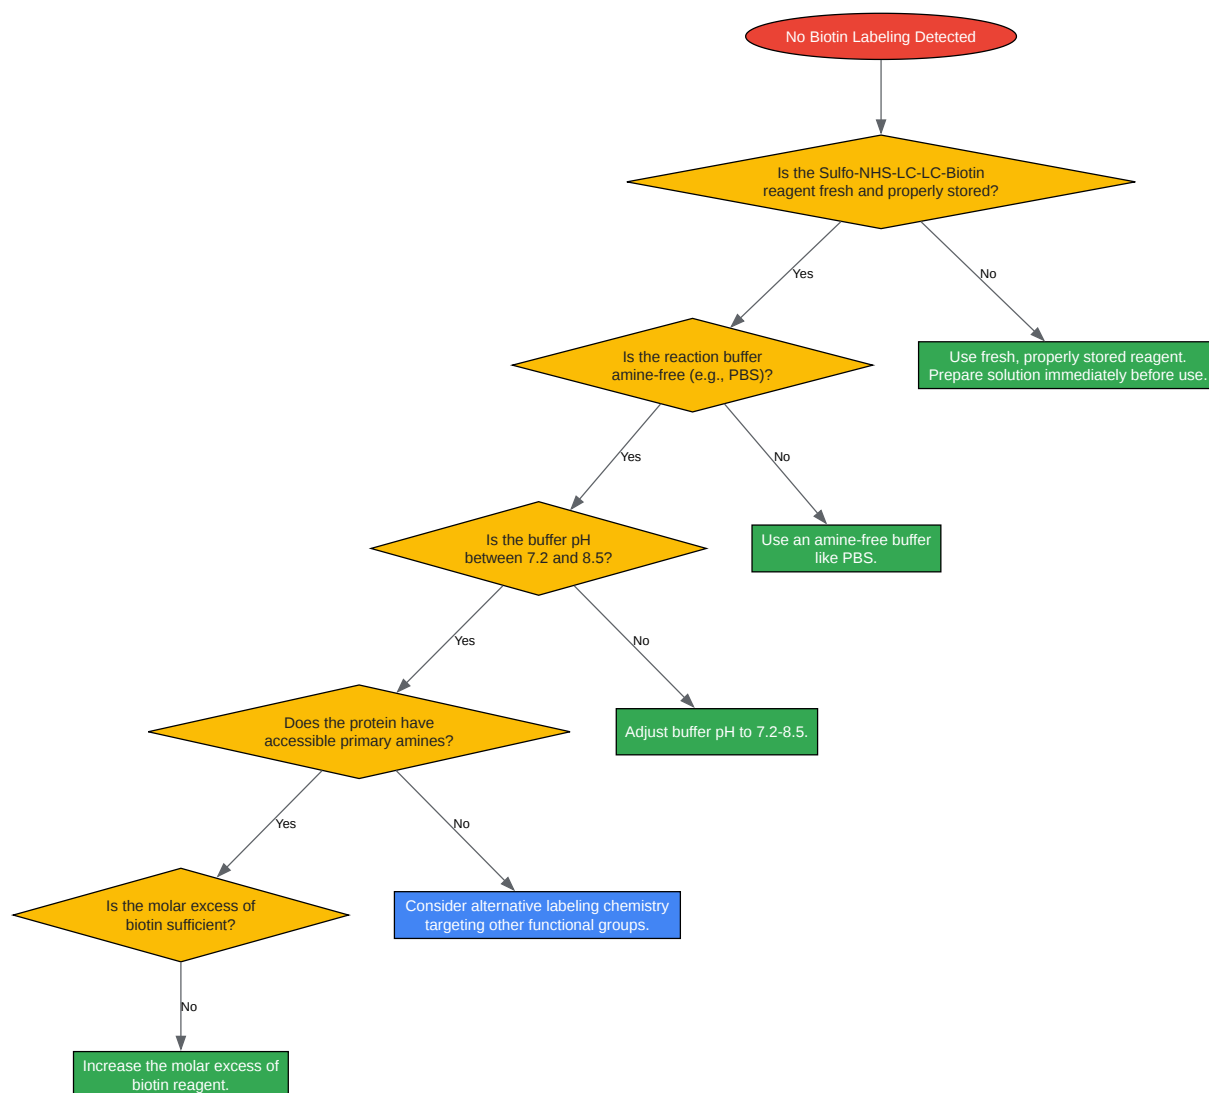 No Biotin Labeling Detected
Is the Sulfo-NHS-LC-LC-Biotin
reagent fresh and properly stored?
Yes
No
Is the reaction buffer
amine-free (e.g., PBS)?
Use fresh, properly stored reagent.
Prepare solution immediately before use.
Yes
No
Is the buffer pH
between 7.2 and 8.5?
Use an amine-free buffer
like PBS.
Yes
No
Does the protein have
accessible primary amines?
Adjust buffer pH to 7.2-8.5.
Yes
No
Is the molar excess of
biotin sufficient?
Consider alternative labeling chemistry
targeting other functional groups.
No
Increase the molar excess of
biotin reagent.